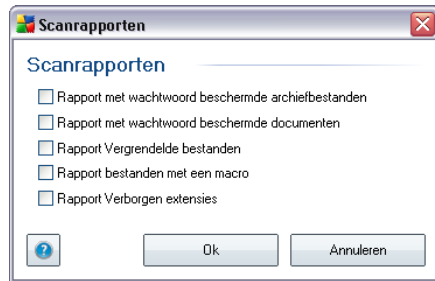 Scanrapporten
Scanrapporten
Rapport met wachtwoord beschermde archiefbestanden
Rapport met wachtwoord beschermde documenten
Rapport Vergrendelde bestanden
Rapport bestanden met een macro
Rapport Verborgen extensies
?
Ok
Annuleren